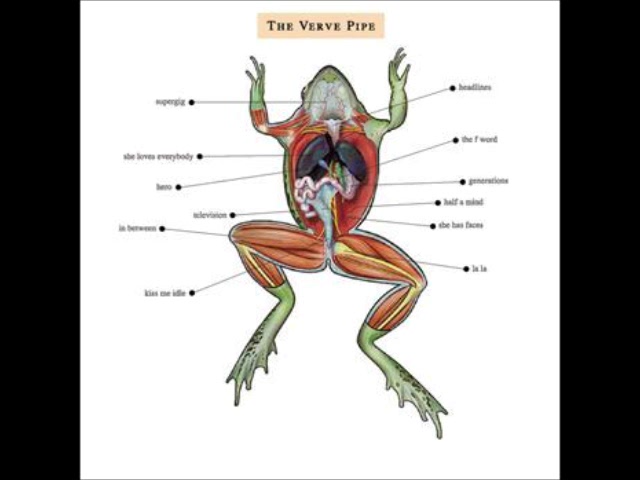 THE VERVE PIPE
headlines
supergig
the f word
she loves everybody
generations
hero
half a mind
television
she has faces
in between
la la
kiss me idle